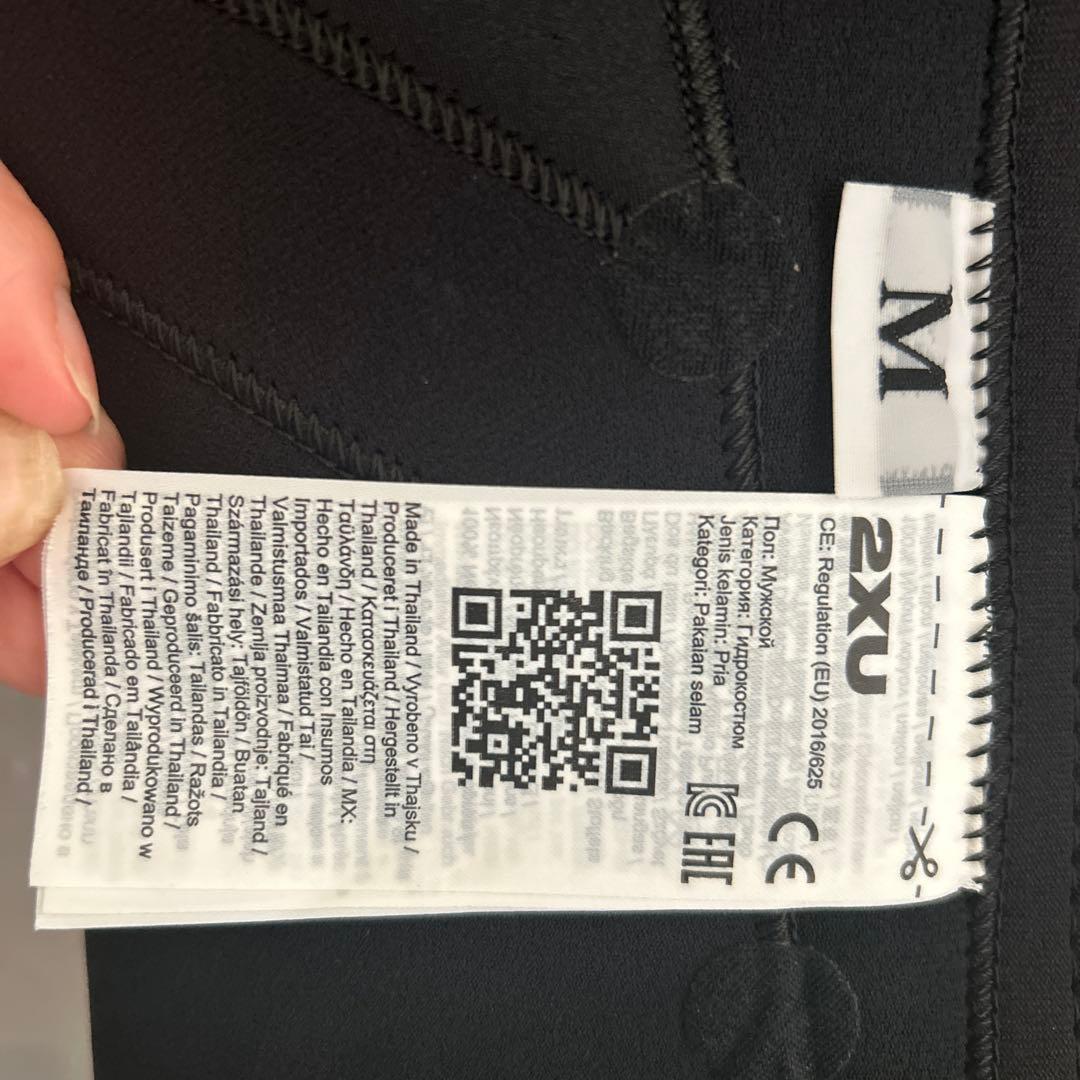 M
2XU
CE: Regulation (EU) 2016/625
CE
Пол: Мужской
Категория: Гидрокостюм
Jenis kelamin: Pria
Kategori: Pakaian selam
EAC
Made in Thailand / Vyrobeno v Thajsku /
Produceret i Thailand / Hergestellt in
Thailand / Κατασκευάζεται στη
Ταϊλάνδη / Hecho en Tailandia / MX:
Hecho en Tailandia con Insumos
Importados / Valmistatud Tai /
Valmistusmaa Thaimaa / Fabriqué en
Thaïlande / Zemlja proizvodnje: Tajland /
Származási hely: Tajföldön / Buatan
Thailand / Fabbricato in Tailandia /
Pagaminimo šalis: Tailandas / Ražots
Taizeme / Geproduceerd in Thailand /
Produsert i Thailand / Wyprodukowano w
Tajlandii / Fabricado em Tailândia /
Fabricat în Thailanda / Сделано в
Таиланде / Producerad i Thailand /